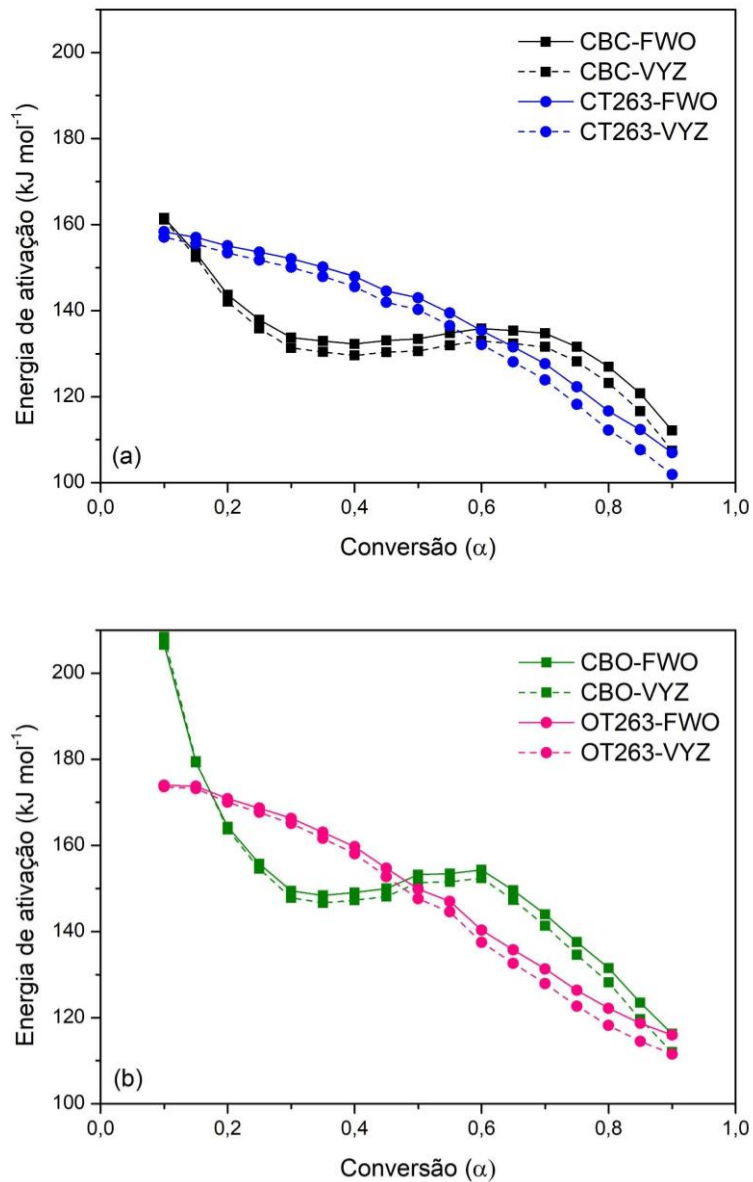 210
200
180
160
140
120
100
Energia de ativação (kJ mol⁻¹)
CBC-FWO
CBC-VYZ
CT263-FWO
CT263-VYZ
(a)
0,0 0,2 0,4 0,6 0,8 1,0
Conversão (α)
200
180
160
140
120
100
Energia de ativação (kJ mol⁻¹)
CBO-FWO
CBO-VYZ
OT263-FWO
OT263-VYZ
(b)
0,0 0,2 0,4 0,6 0,8 1,0
Conversão (α)